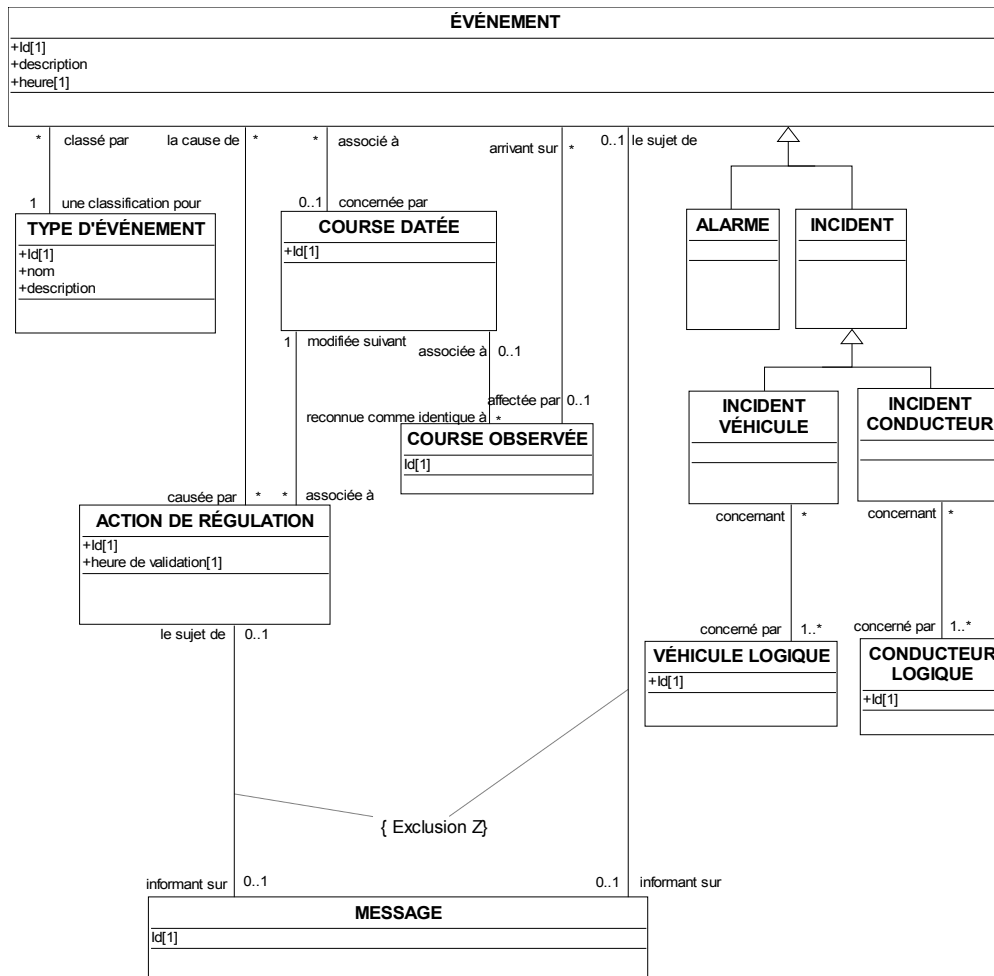 ÉVÉNEMENT
+Id[1]
+description
+heure[1]
* classé par
la cause de *
* associé à
arrivant sur *
0..1 le sujet de
1 une classification pour
0..1 concernée par
TYPE D'ÉVÉNEMENT
+Id[1]
+nom
+description
COURSE DATÉE
+Id[1]
ALARME
INCIDENT
1 modifiée suivant
associée à 0..1
affectée par 0..1
reconnue comme identique à *
COURSE OBSERVÉE
Id[1]
INCIDENT
VÉHICULE
INCIDENT
CONDUCTEUR
causée par *
* associée à
concernant *
concernant *
ACTION DE RÉGULATION
+Id[1]
+heure de validation[1]
le sujet de 0..1
concerné par 1..*
concerné par 1..*
VÉHICULE LOGIQUE
+Id[1]
CONDUCTEUR
LOGIQUE
+Id[1]
{ Exclusion Z}
informant sur 0..1
0..1 informant sur
MESSAGE
Id[1]